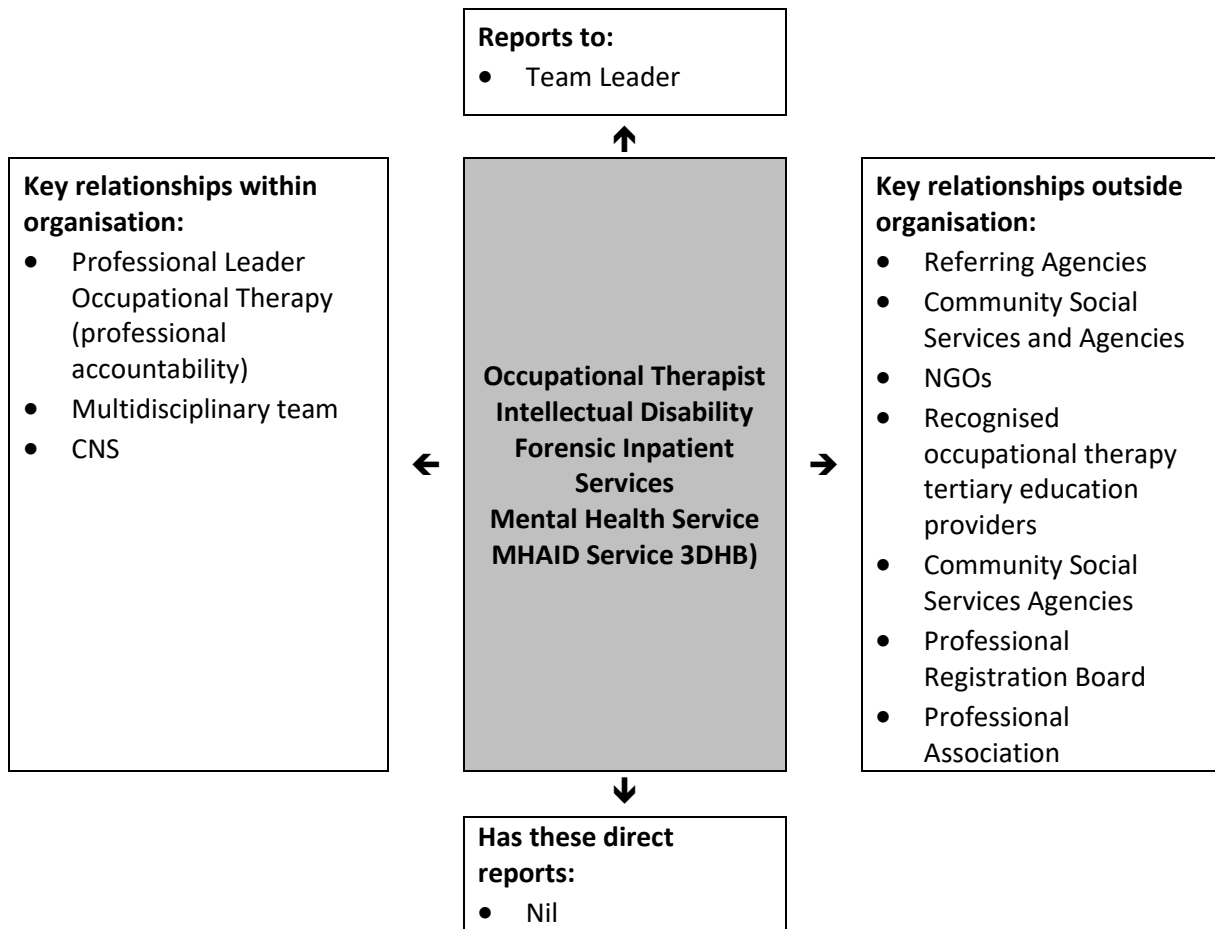 Reports to:
• Team Leader
Key relationships within
organisation:
• Professional Leader
Occupational Therapy
(professional
accountability)
• Multidisciplinary team
• CNS
Occupational Therapist
Intellectual Disability
Forensic Inpatient
Services
Mental Health Service
MHAID Service 3DHB)
Key relationships outside
organisation:
• Referring Agencies
• Community Social
Services and Agencies
• NGOs
• Recognised
occupational therapy
tertiary education
providers
• Community Social
Services Agencies
• Professional
Registration Board
• Professional
Association
Has these direct
reports:
• Nil